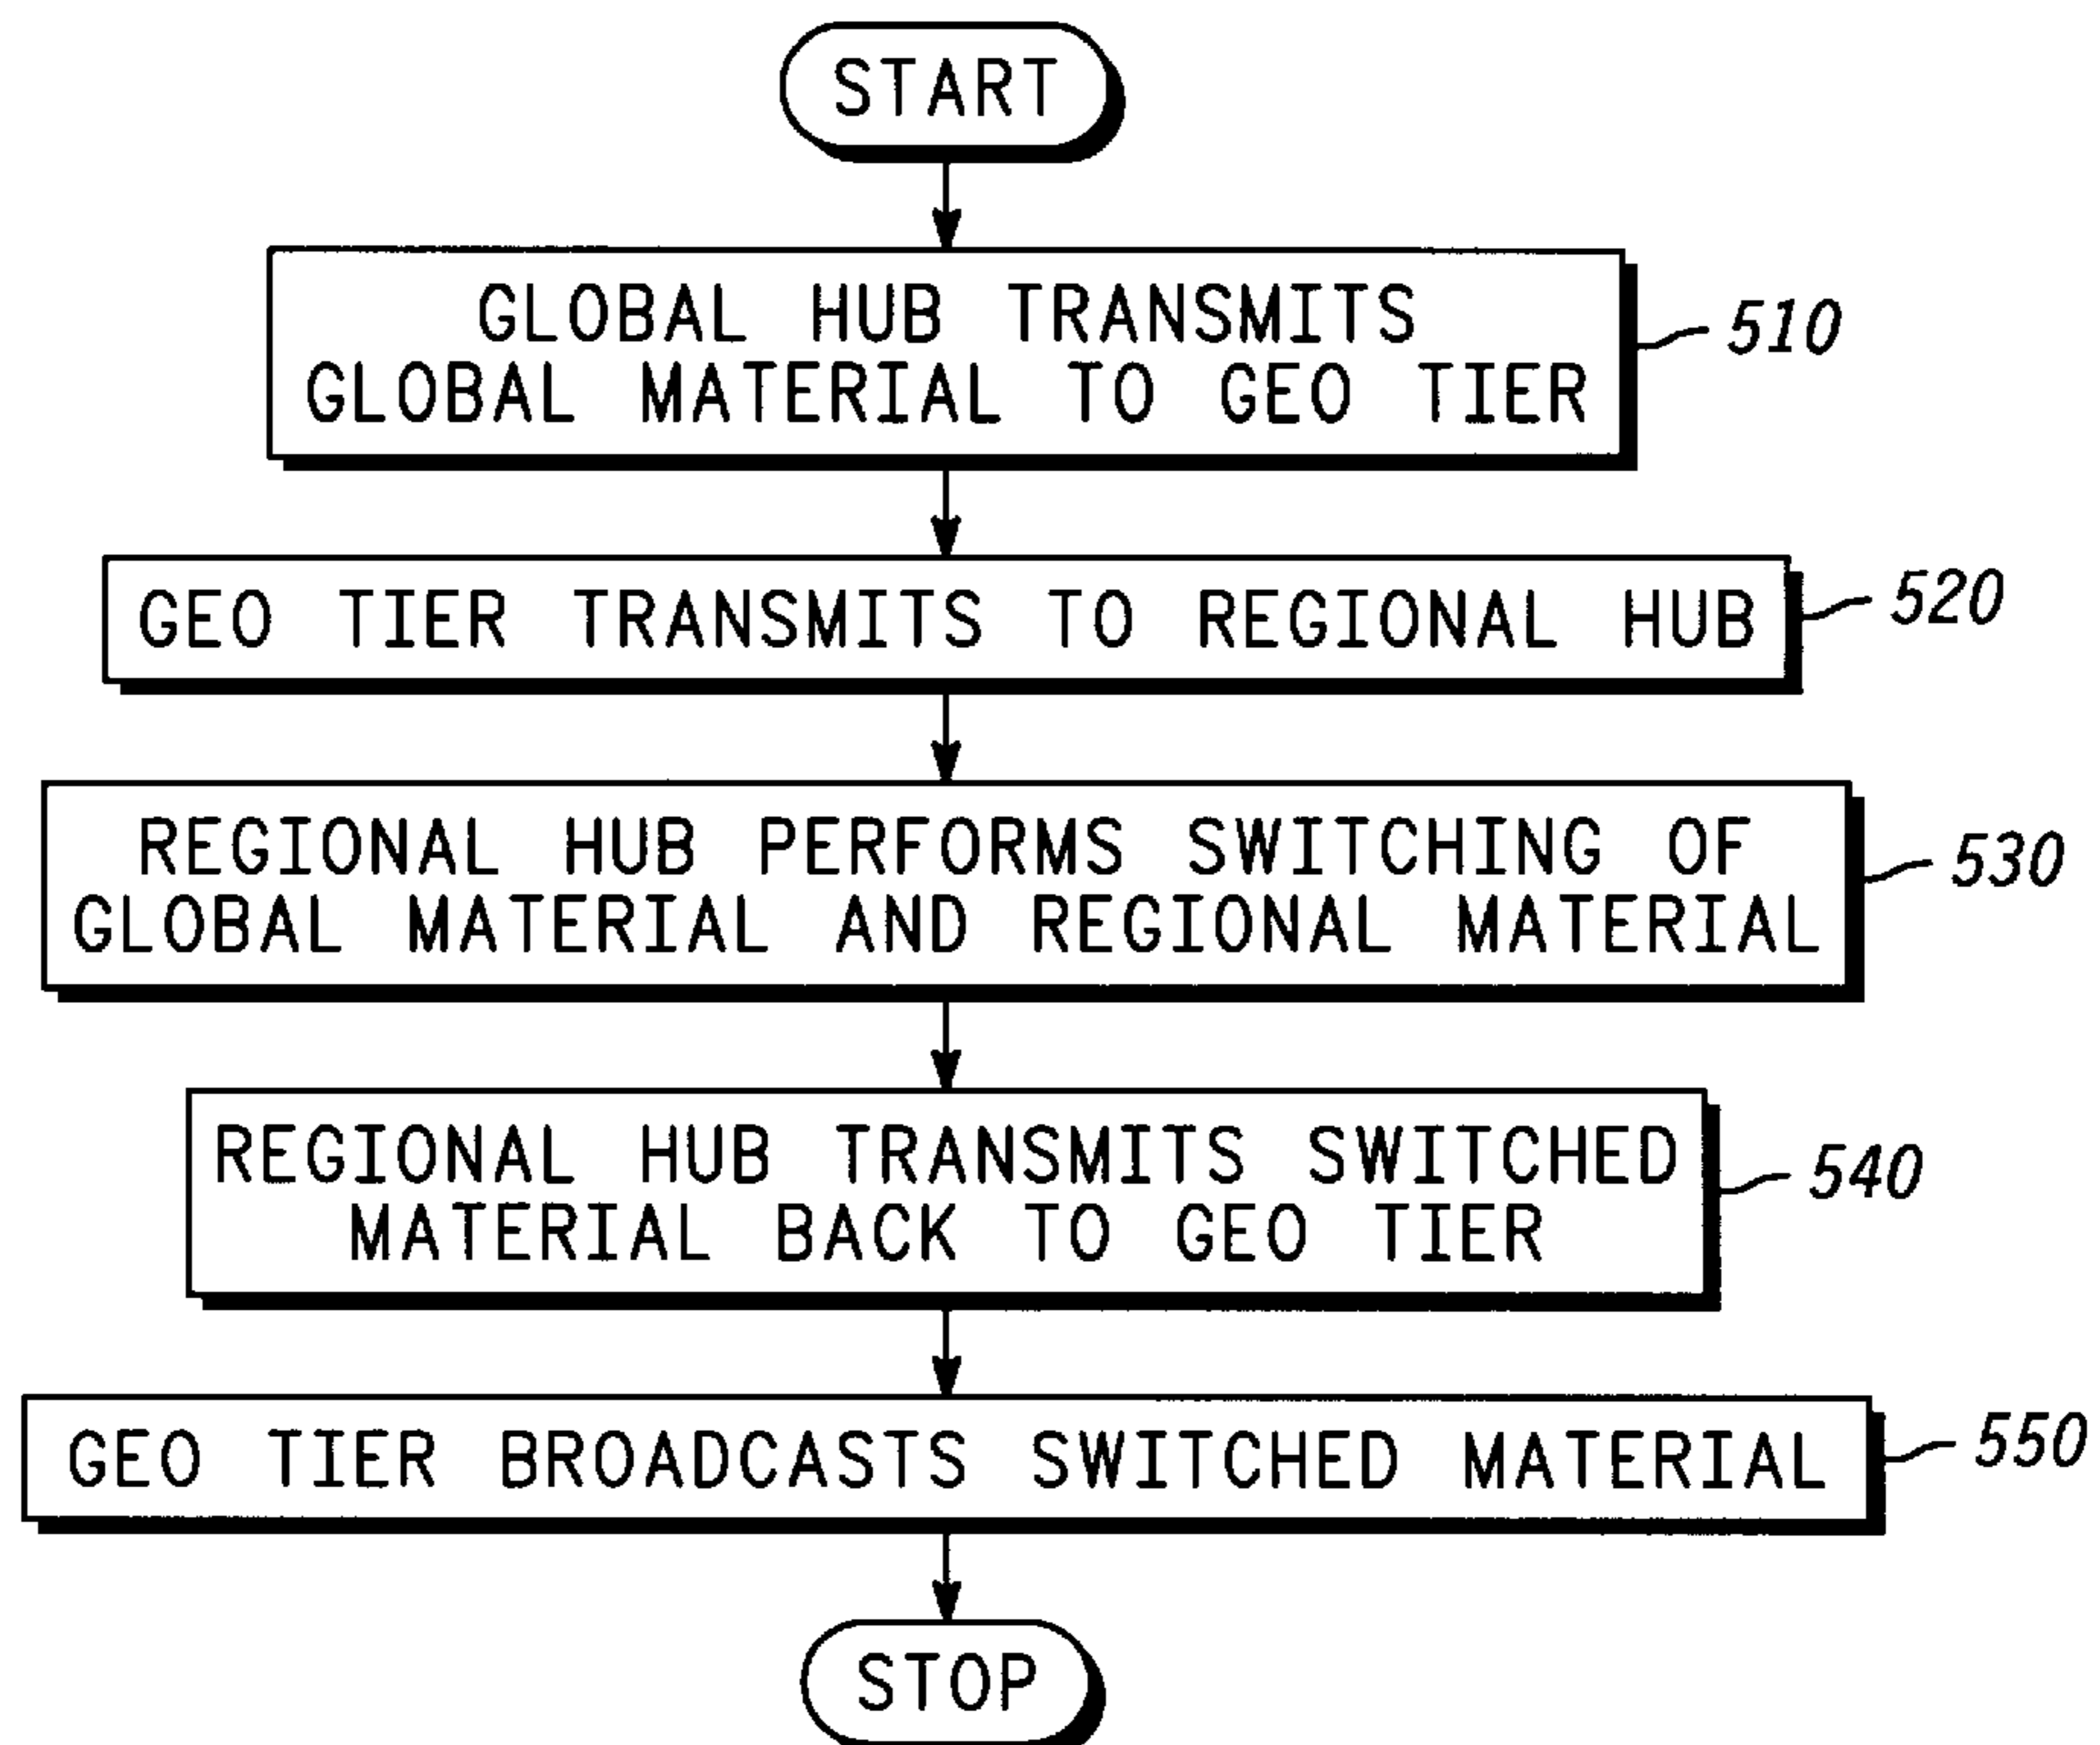 START
GLOBAL HUB TRANSMITS
GLOBAL MATERIAL TO GEO TIER
510
GEO TIER TRANSMITS TO REGIONAL HUB
520
REGIONAL HUB PERFORMS SWITCHING OF
GLOBAL MATERIAL AND REGIONAL MATERIAL
530
REGIONAL HUB TRANSMITS SWITCHED
MATERIAL BACK TO GEO TIER
540
GEO TIER BROADCASTS SWITCHED MATERIAL
550
STOP